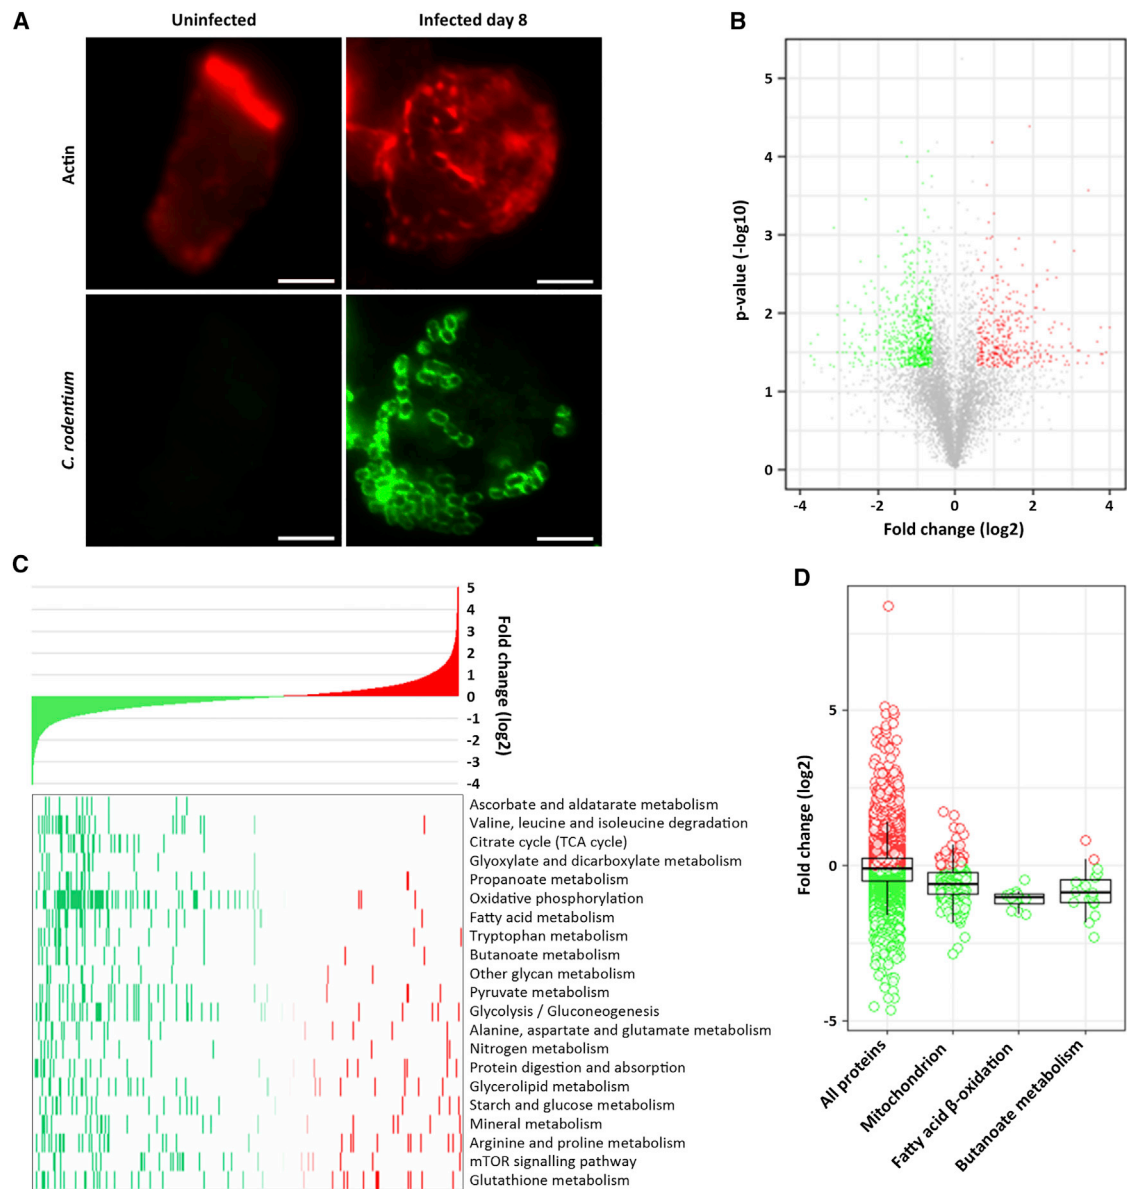 A
Uninfected
Infected day 8
Actin
C. rodentium
B
5
4
3
2
1
0
p-value (-log10)
-4
-2
0
2
4
Fold change (log2)
C
5
4
3
2
1
0
-1
-2
-3
-4
Fold change (log2)
Ascorbate and aldatarate metabolism
Valine, leucine and isoleucine degradation
Citrate cycle (TCA cycle)
Glyoxylate and dicarboxylate metabolism
Propanoate metabolism
Oxidative phosphorylation
Fatty acid metabolism
Tryptophan metabolism
Butanoate metabolism
Other glycan metabolism
Pyruvate metabolism
Glycolysis / Gluconeogenesis
Alanine, aspartate and glutamate metabolism
Nitrogen metabolism
Protein digestion and absorption
Glycerolipid metabolism
Starch and glucose metabolism
Mineral metabolism
Arginine and proline metabolism
mTOR signalling pathway
Glutathione metabolism
D
5
0
-5
Fold change (log2)
All proteins
Mitochondrion
Fatty acid β-oxidation
Butanoate metabolism